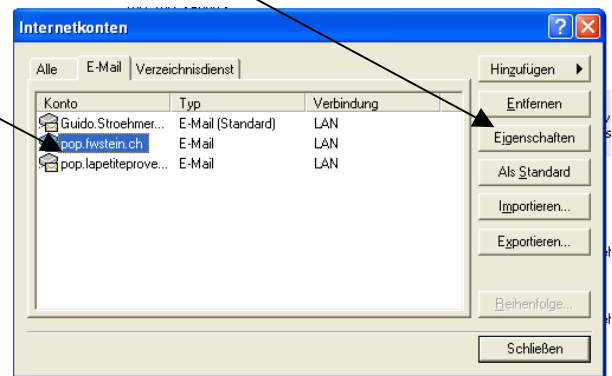 Internetkonten
Alle E-Mail Verzeichnisdienst
Hinzufügen
Konto Typ Verbindung
Entfernen
Guido.Stroehmer... E-Mail (Standard) LAN
pop.fwstein.ch E-Mail LAN
Eigenschaften
pop.lapetiteprove... E-Mail LAN
Als Standard
Importieren...
Exportieren...
Reihenfolge...
Schließen